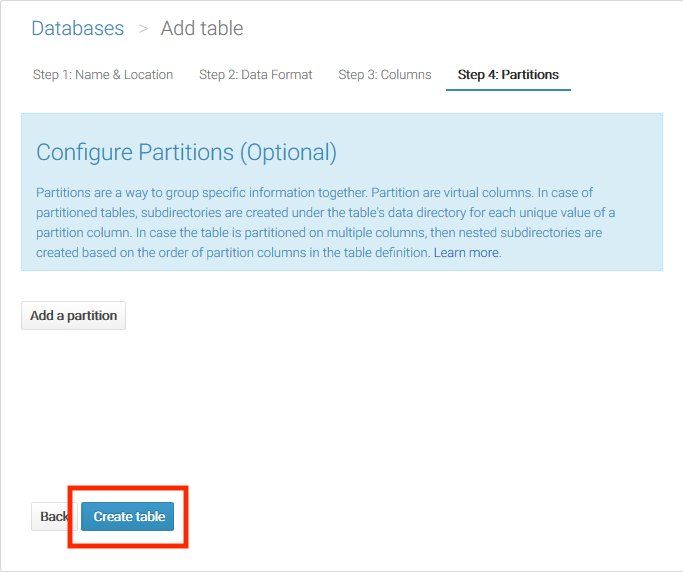 Databases > Add table
Step 1: Name & Location Step 2: Data Format Step 3: Columns Step 4: Partitions
Configure Partitions (Optional)
Partitions are a way to group specific information together. Partition are virtual columns. In case of
partitioned tables, subdirectories are created under the table's data directory for each unique value of a
partition column. In case the table is partitioned on multiple columns, then nested subdirectories are
created based on the order of partition columns in the table definition. Learn more.
Add a partition
Back Create table